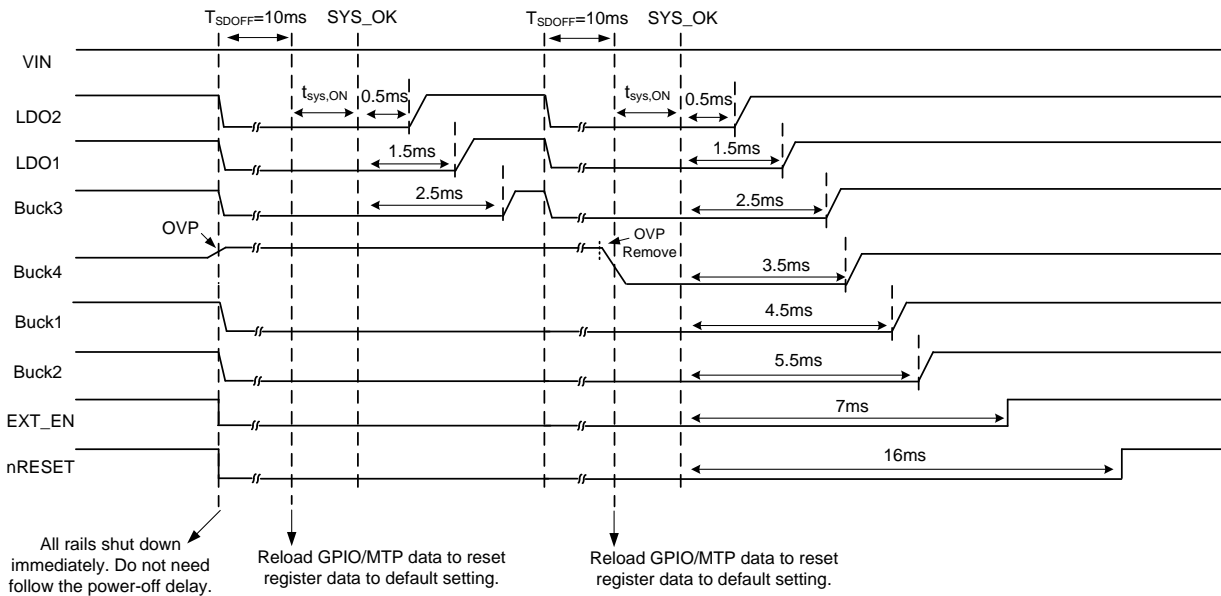 TSDOFF=10ms SYS_OK TSDOFF=10ms SYS_OK
VIN
tsys,ON 0.5ms tsys,ON 0.5ms
LDO2
1.5ms 1.5ms
LDO1
2.5ms 2.5ms
Buck3
OVP
OVP
Remove
3.5ms
Buck4
4.5ms
Buck1
5.5ms
Buck2
7ms
EXT_EN
16ms
nRESET
All rails shut down
immediately. Do not need
follow the power-off delay.
Reload GPIO/MTP data to reset
register data to default setting.
Reload GPIO/MTP data to reset
register data to default setting.